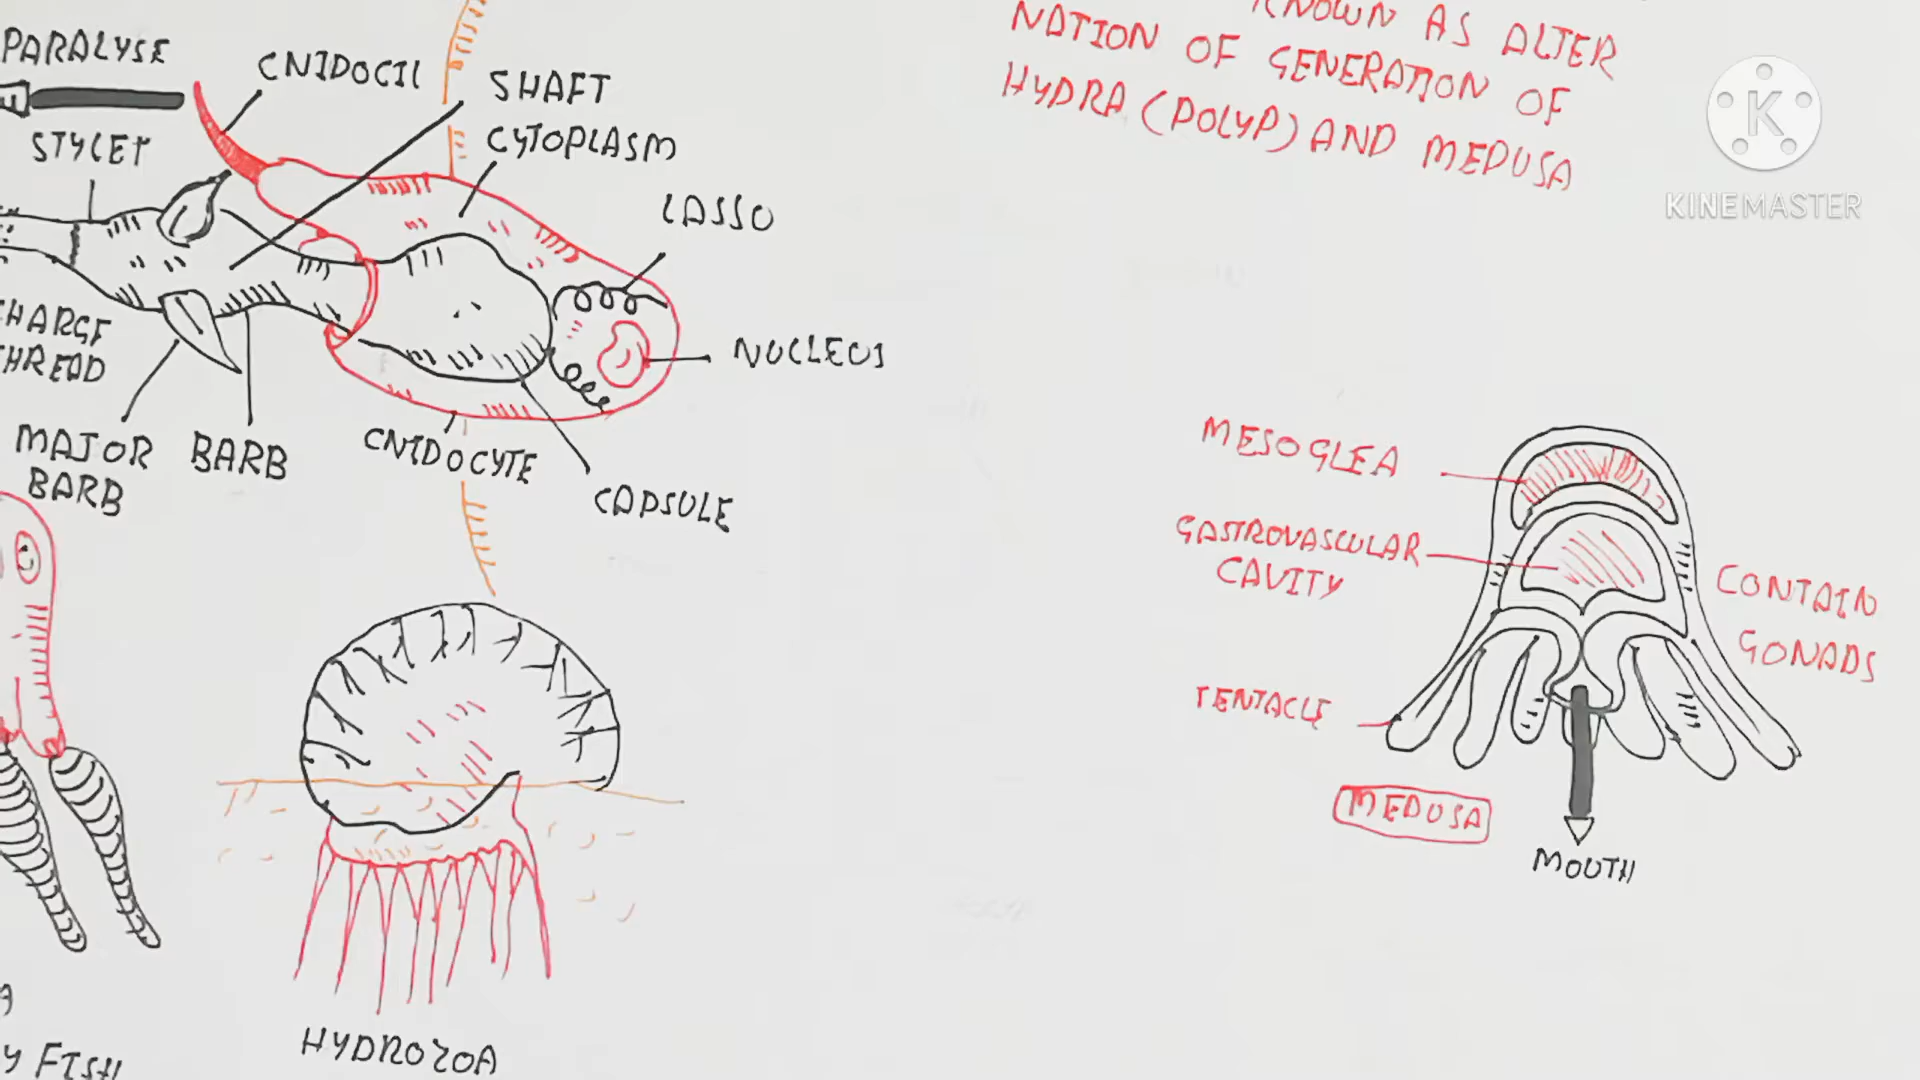 KNOWN AS ALTER
NATION OF GENERATION OF
HYDRA (POLYP) AND MEDUSA
K
KINEMASTER
PARALYSE
CNIDOCIL
SHAFT
CYTOPLASM
STYLET
LASSO
NUCLEUS
HARGE
THREAD
MAJOR
BARB
BARB
CNIDOCYTE
CAPSULE
MESOGLEA
GASTROVASCULAR
CAVITY
CONTAIN
GONADS
TENTACLE
MEDUSA
MOUTH
A
Y FISH
HYDROZOA